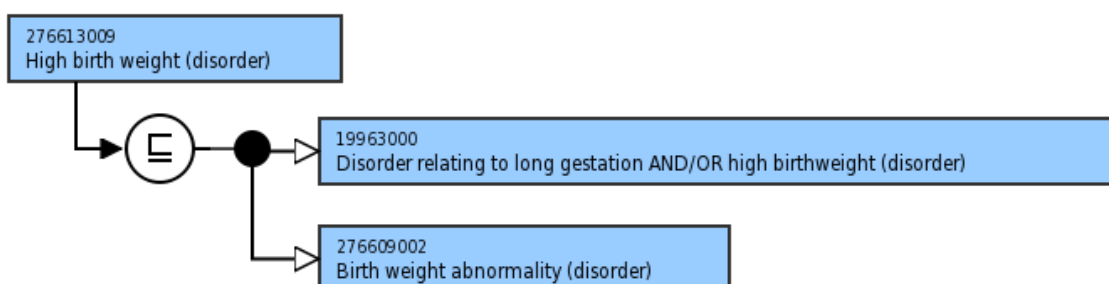 276613009
High birth weight (disorder)
⊑
19963000
Disorder relating to long gestation AND/OR high birthweight (disorder)
276609002
Birth weight abnormality (disorder)